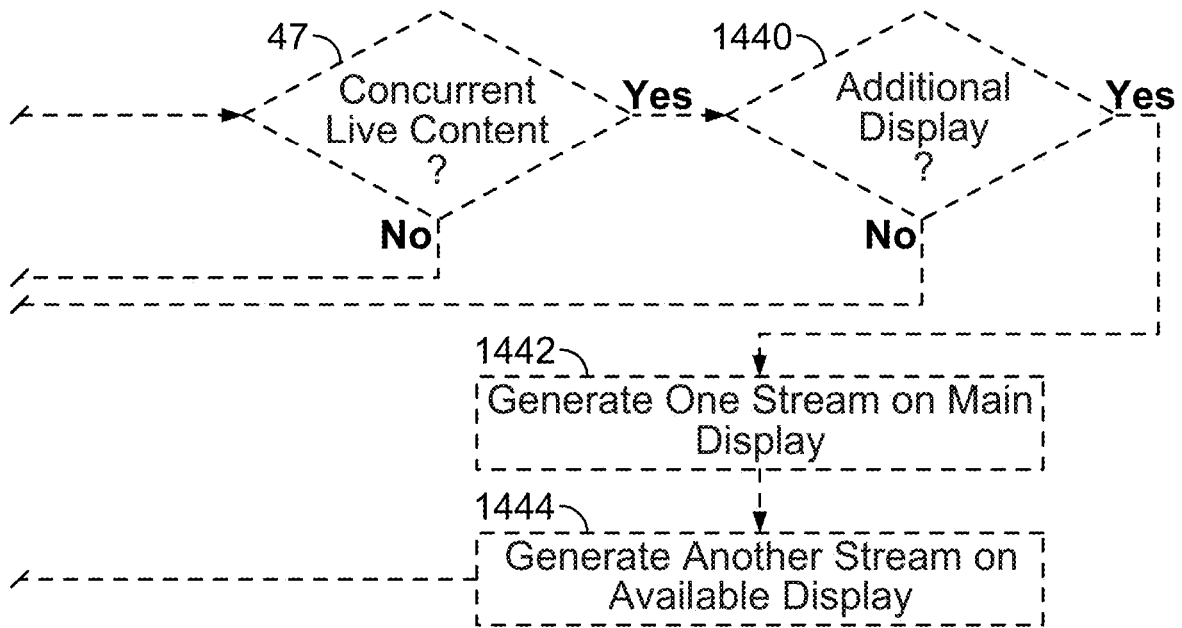 47
Concurrent
Live Content
?
Yes
No
1440
Additional
Display
?
Yes
No
1442
Generate One Stream on Main
Display
1444
Generate Another Stream on
Available Display